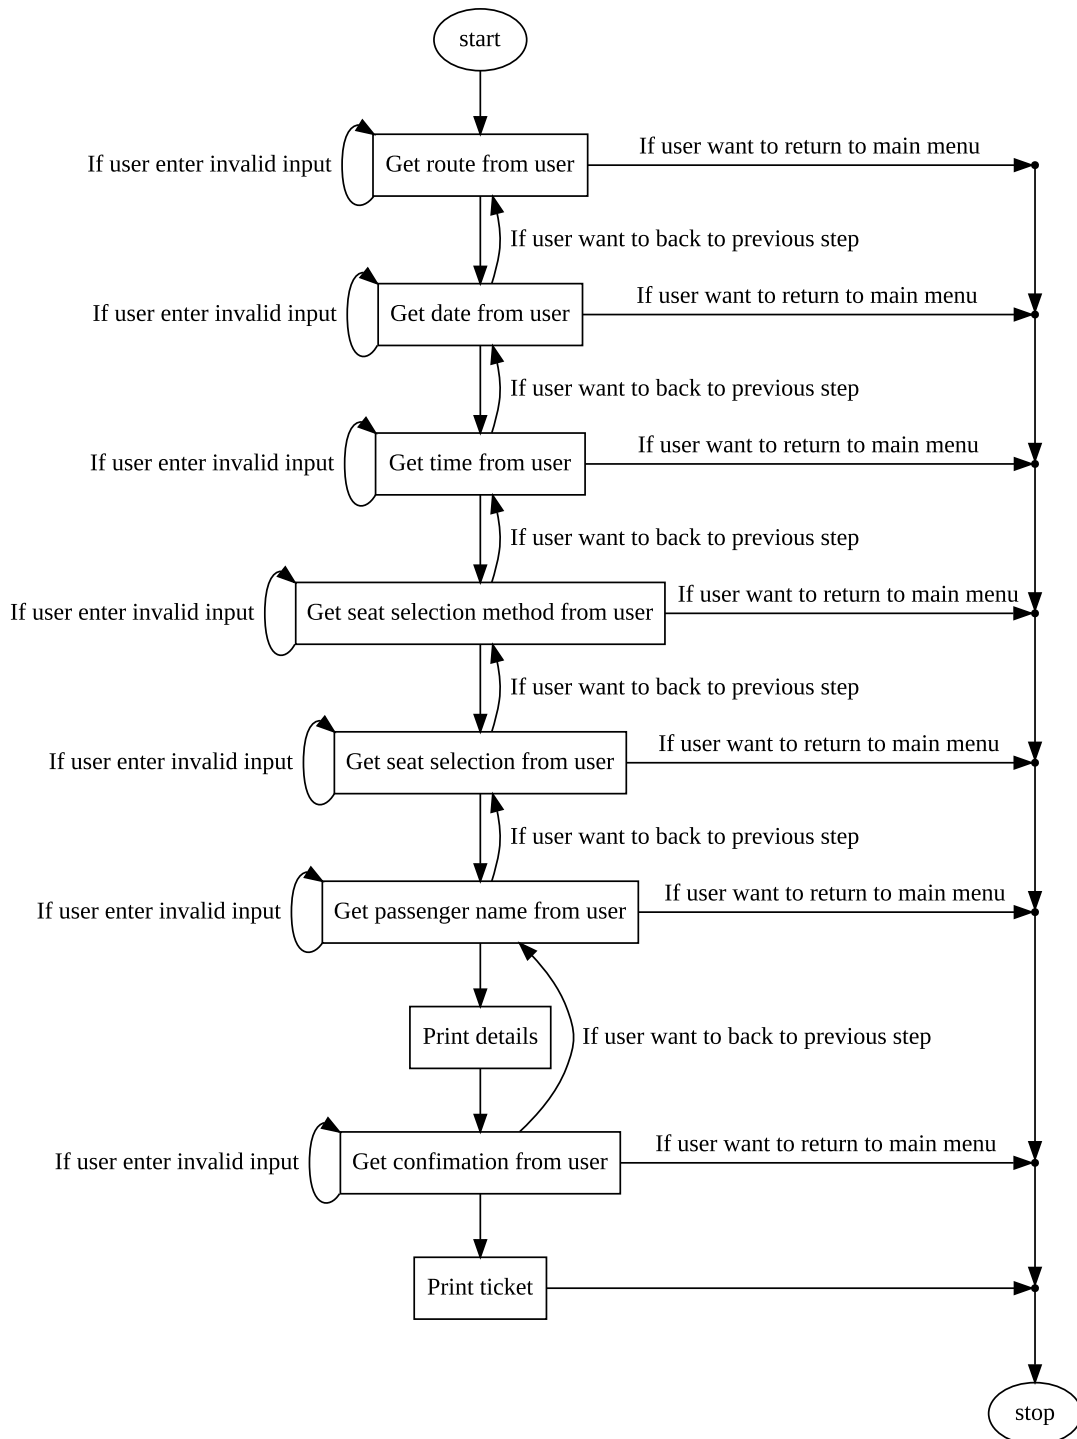 start
If user enter invalid input
Get route from user
If user want to return to main menu
If user want to back to previous step
If user enter invalid input
Get date from user
If user want to return to main menu
If user want to back to previous step
If user enter invalid input
Get time from user
If user want to return to main menu
If user want to back to previous step
If user enter invalid input
Get seat selection method from user
If user want to return to main menu
If user want to back to previous step
If user enter invalid input
Get seat selection from user
If user want to return to main menu
If user want to back to previous step
If user enter invalid input
Get passenger name from user
If user want to return to main menu
Print details
If user want to back to previous step
If user enter invalid input
Get confimation from user
If user want to return to main menu
Print ticket
stop